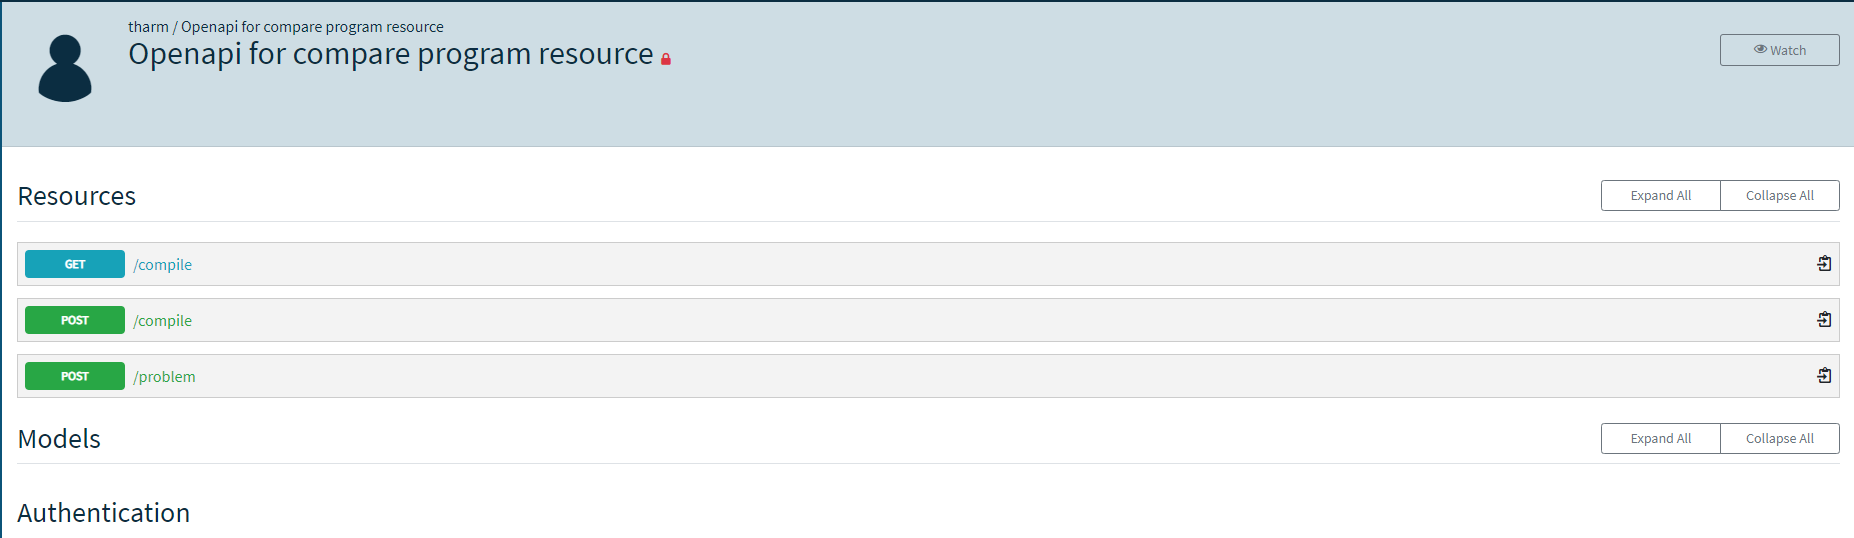 tharm / Openapi for compare program resource
Openapi for compare program resource
Watch
Resources
Expand All
Collapse All
GET /compile
POST /compile
POST /problem
Models
Expand All
Collapse All
Authentication